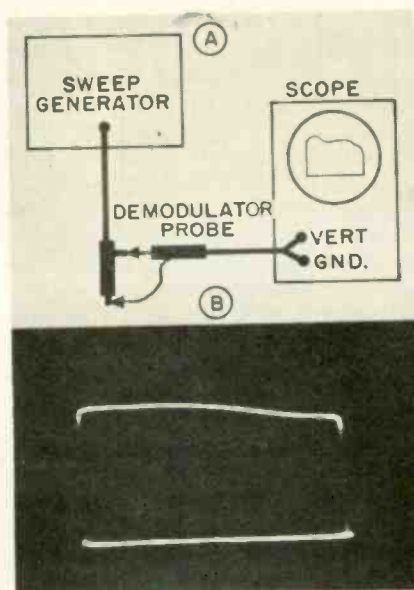 A
SWEEP
GENERATOR
SCOPE
DEMODULATOR
PROBE
VERT
GND.
B